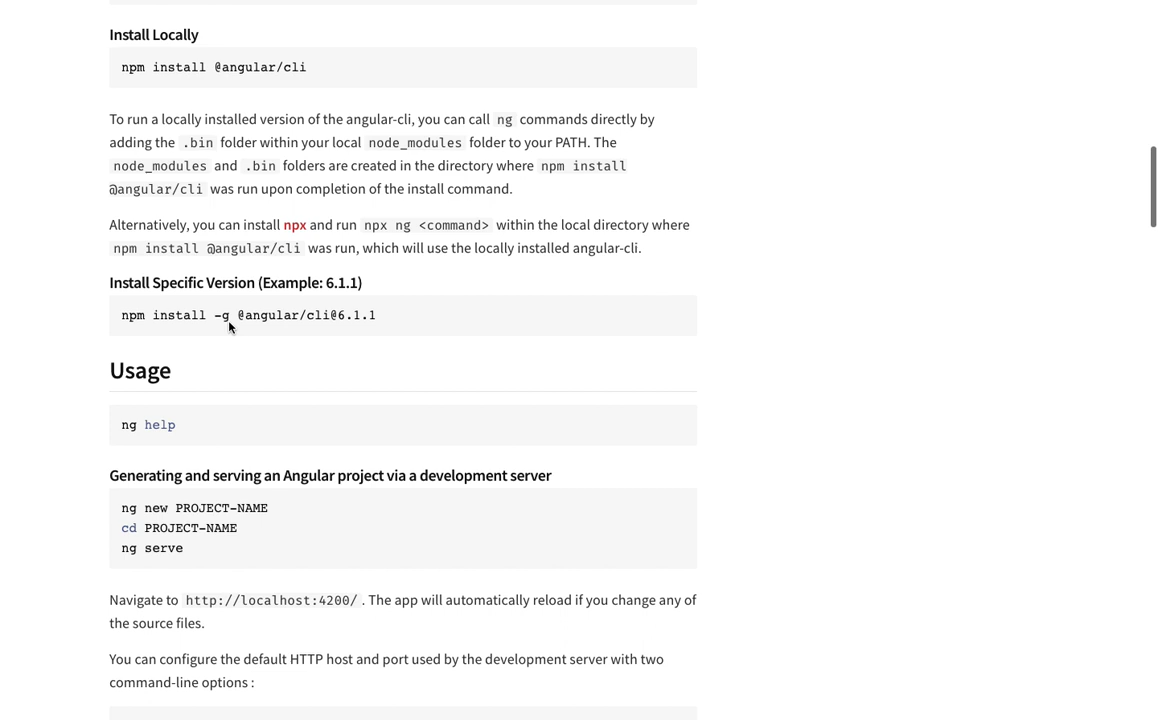 Install Locally
npm install @angular/cli
To run a locally installed version of the angular-cli, you can call ng commands directly by
adding the .bin folder within your local node_modules folder to your PATH. The
node_modules and .bin folders are created in the directory where npm install
@angular/cli was run upon completion of the install command.
Alternatively, you can install npx and run npx ng <command> within the local directory where
npm install @angular/cli was run, which will use the locally installed angular-cli.
Install Specific Version (Example: 6.1.1)
npm install -g @angular/cli@6.1.1
Usage
ng help
Generating and serving an Angular project via a development server
ng new PROJECT-NAME
cd PROJECT-NAME
ng serve
Navigate to http://localhost:4200/. The app will automatically reload if you change any of
the source files.
You can configure the default HTTP host and port used by the development server with two
command-line options :